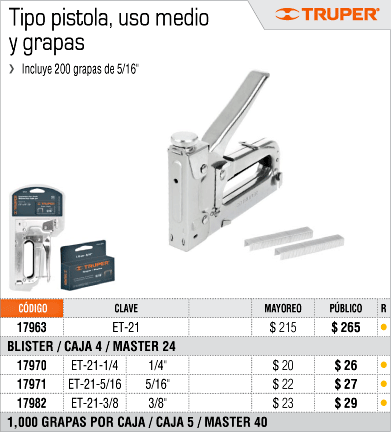 Tipo pistola, uso medio
y grapas
TRUPER®
› Incluye 200 grapas de 5/16"
TRUPER
TRUPER
CÓDIGO CLAVE MAYOREO PÚBLICO R
17963 ET-21 $ 215 $ 265
BLISTER / CAJA 4 / MASTER 24
17970 ET-21-1/4 1/4" $ 20 $ 26
17971 ET-21-5/16 5/16" $ 22 $ 27
17982 ET-21-3/8 3/8" $ 23 $ 29
1,000 GRAPAS POR CAJA / CAJA 5 / MASTER 40